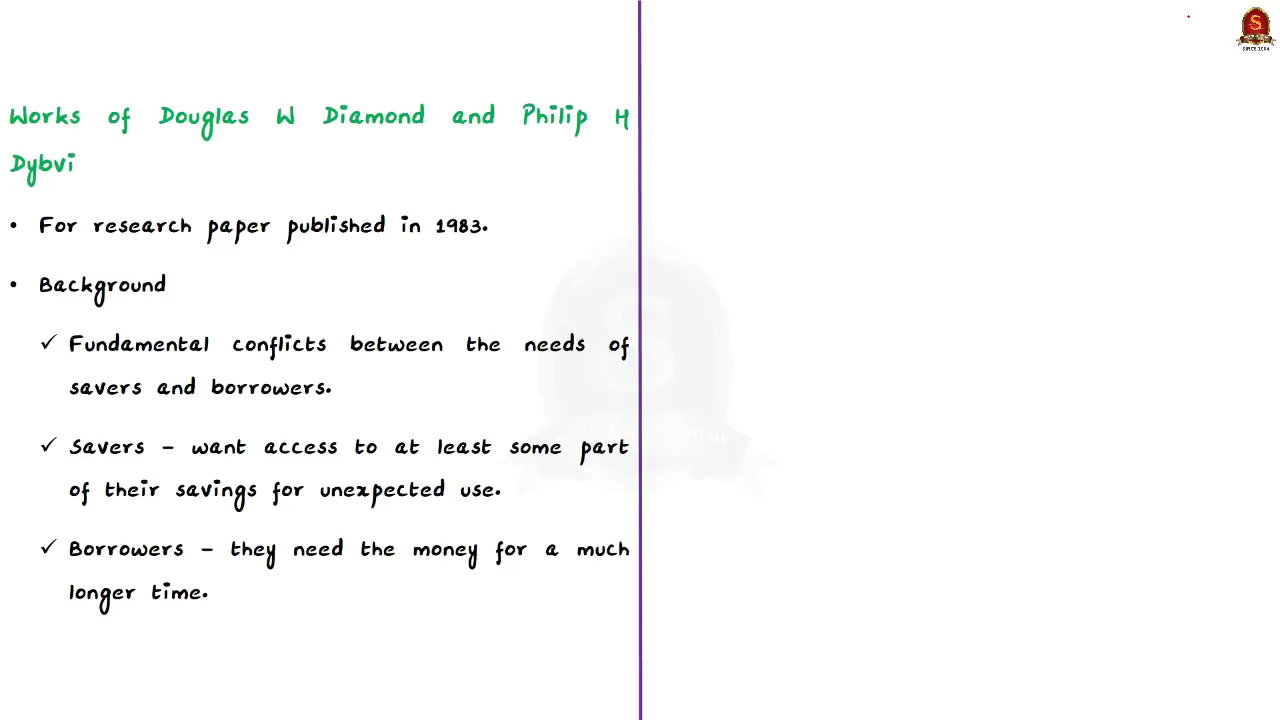 Works of Douglas W Diamond and Philip H
Dybvi
• For research paper published in 1983.
• Background
✓ Fundamental conflicts between the needs of
savers and borrowers.
✓ Savers – want access to at least some part
of their savings for unexpected use.
✓ Borrowers – they need the money for a much
longer time.
S
SINCE 2004